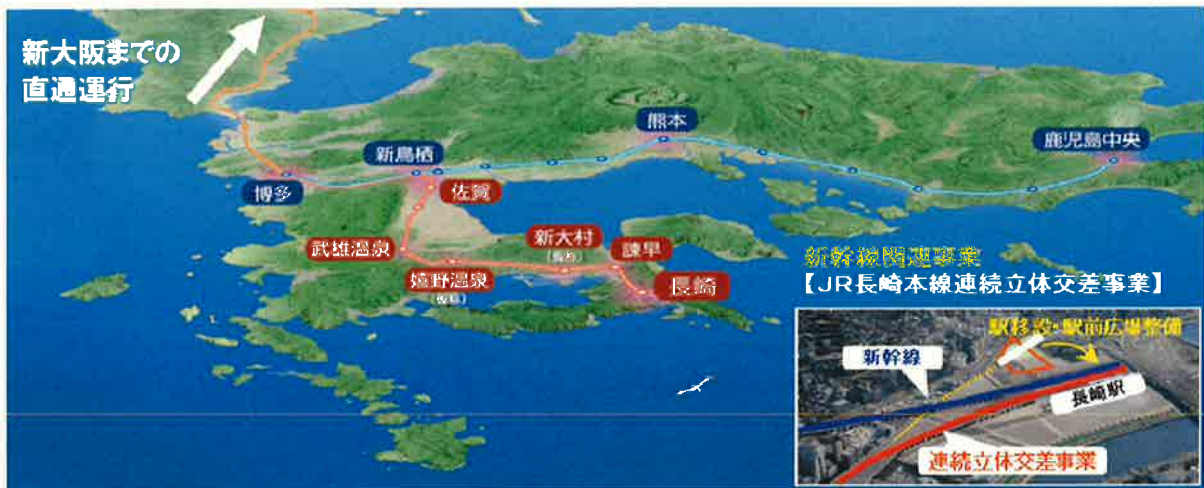 新大阪までの
直通運行
博多
新鳥栖
熊本
鹿児島中央
佐賀
武雄温泉
嬉野温泉
(仮称)
新大村
(仮称)
諫早
長崎
新幹線関連事業
【JR長崎本線連続立体交差事業】
駅移設・駅前広場整備
新幹線
長崎駅
連続立体交差事業